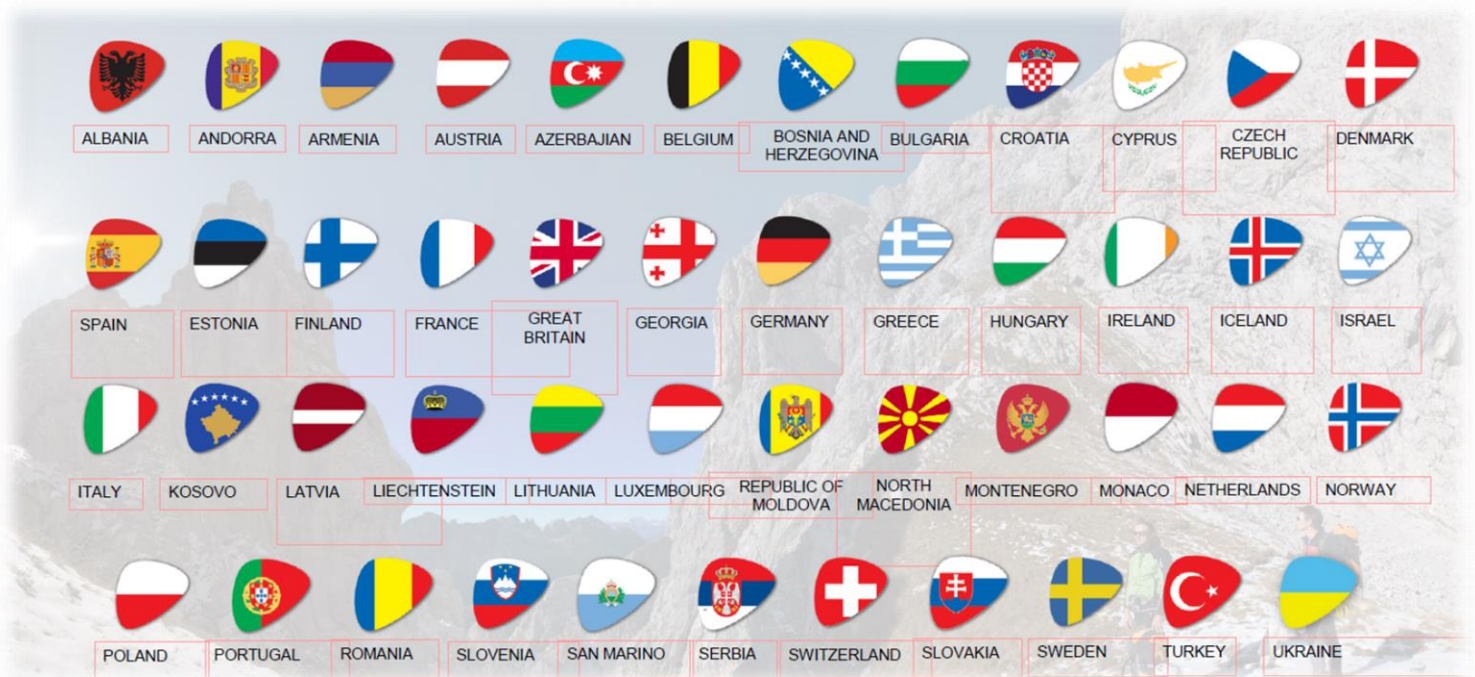 ALBANIA
ANDORRA
ARMENIA
AUSTRIA
AZERBAJIAN
BELGIUM
BOSNIA AND
HERZEGOVINA
BULGARIA
CROATIA
CYPRUS
CZECH
REPUBLIC
DENMARK
SPAIN
ESTONIA
FINLAND
FRANCE
GREAT
BRITAIN
GEORGIA
GERMANY
GREECE
HUNGARY
IRELAND
ICELAND
ISRAEL
ITALY
KOSOVO
LATVIA
LIECHTENSTEIN
LITHUANIA
LUXEMBOURG
REPUBLIC OF
MOLDOVA
NORTH
MACEDONIA
MONTENEGRO
MONACO
NETHERLANDS
NORWAY
POLAND
PORTUGAL
ROMANIA
SLOVENIA
SAN MARINO
SERBIA
SWITZERLAND
SLOVAKIA
SWEDEN
TURKEY
UKRAINE